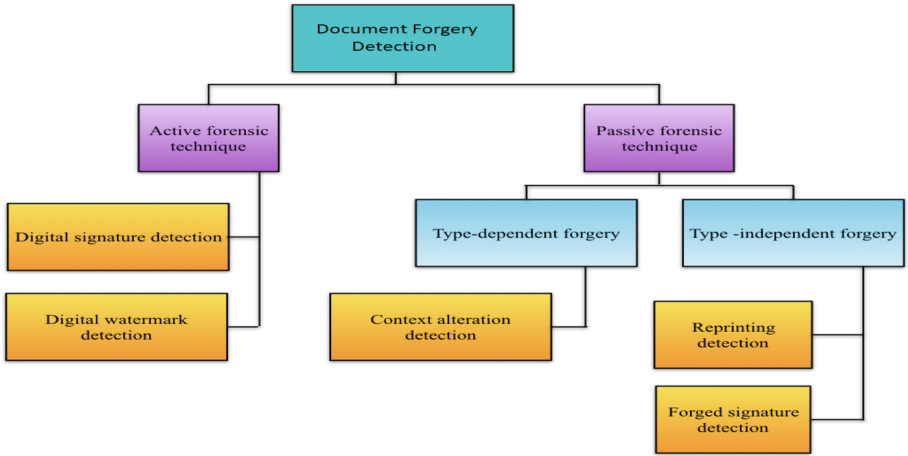 Document Forgery
Detection
Active forensic
technique
Passive forensic
technique
Digital signature detection
Type-dependent forgery
Type -independent forgery
Digital watermark
detection
Context alteration
detection
Reprinting
detection
Forged signature
detection